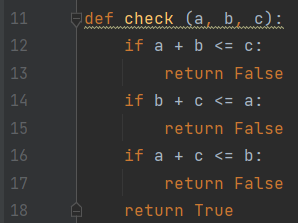 11 def check (a, b, c):
12     if a + b <= c:
13         return False
14     if b + c <= a:
15         return False
16     if a + c <= b:
17         return False
18     return True